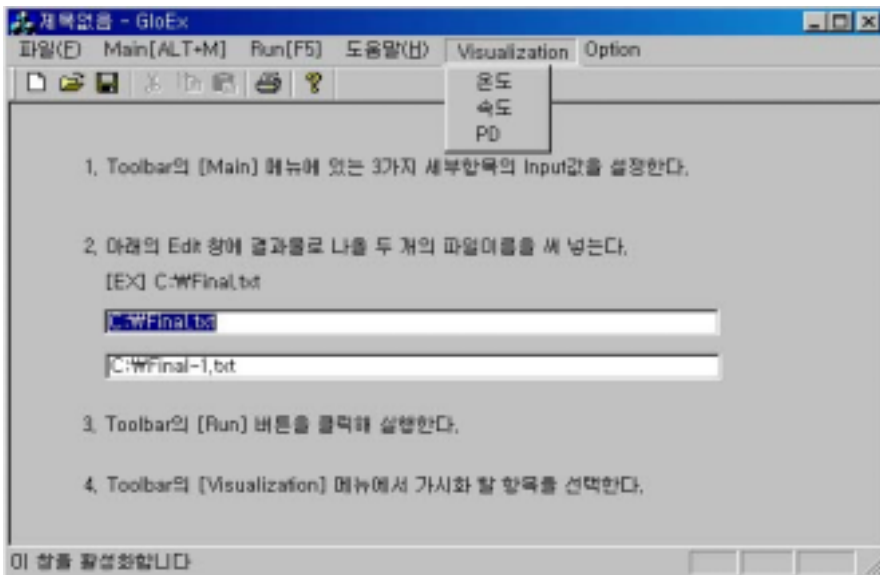 제목없음 - GloEx
파일(F) Main[ALT+M] Run[F5] 도움말(H) Visualization Option
온도
속도
PD
1. Toolbar의 [Main] 메뉴에 있는 3가지 세부항목의 Input값을 설정한다.
2. 아래의 Edit 창에 결과물로 나올 두 개의 파일이름을 써 넣는다.
[EX] C:₩Final.txt
C:₩Final.txt
C:₩Final-1.txt
3. Toolbar의 [Run] 버튼을 클릭해 실행한다.
4. Toolbar의 [Visualization] 메뉴에서 가시화 할 항목을 선택한다.
이 창을 활성화합니다